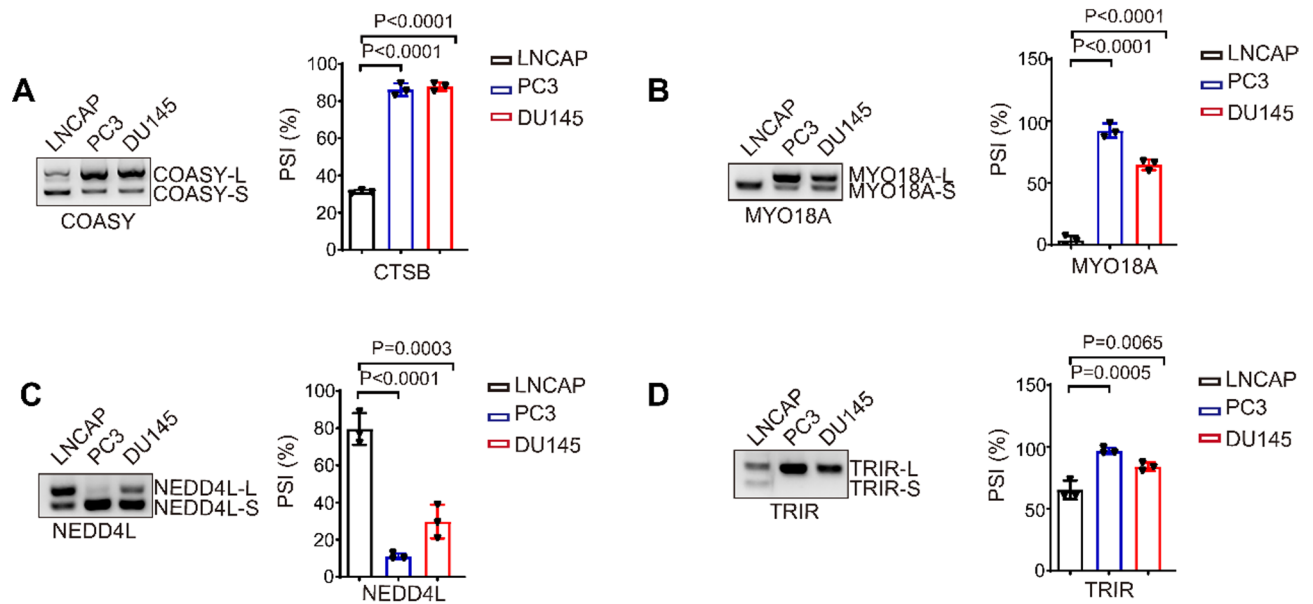 A
LNCAP
PC3
DU145
COASY-L
COASY-S
COASY
P<0.0001
P<0.0001
PSI (%)
100
80
60
40
20
0
CTSB
LNCAP
PC3
DU145
B
LNCAP
PC3
DU145
MYO18A-L
MYO18A-S
MYO18A
P<0.0001
P<0.0001
PSI (%)
150
100
50
0
MYO18A
LNCAP
PC3
DU145
C
LNCAP
PC3
DU145
NEDD4L-L
NEDD4L-S
NEDD4L
P=0.0003
P<0.0001
PSI (%)
100
80
60
40
20
0
NEDD4L
LNCAP
PC3
DU145
D
LNCAP
PC3
DU145
TRIR-L
TRIR-S
TRIR
P=0.0065
P=0.0005
PSI (%)
150
100
50
0
TRIR
LNCAP
PC3
DU145